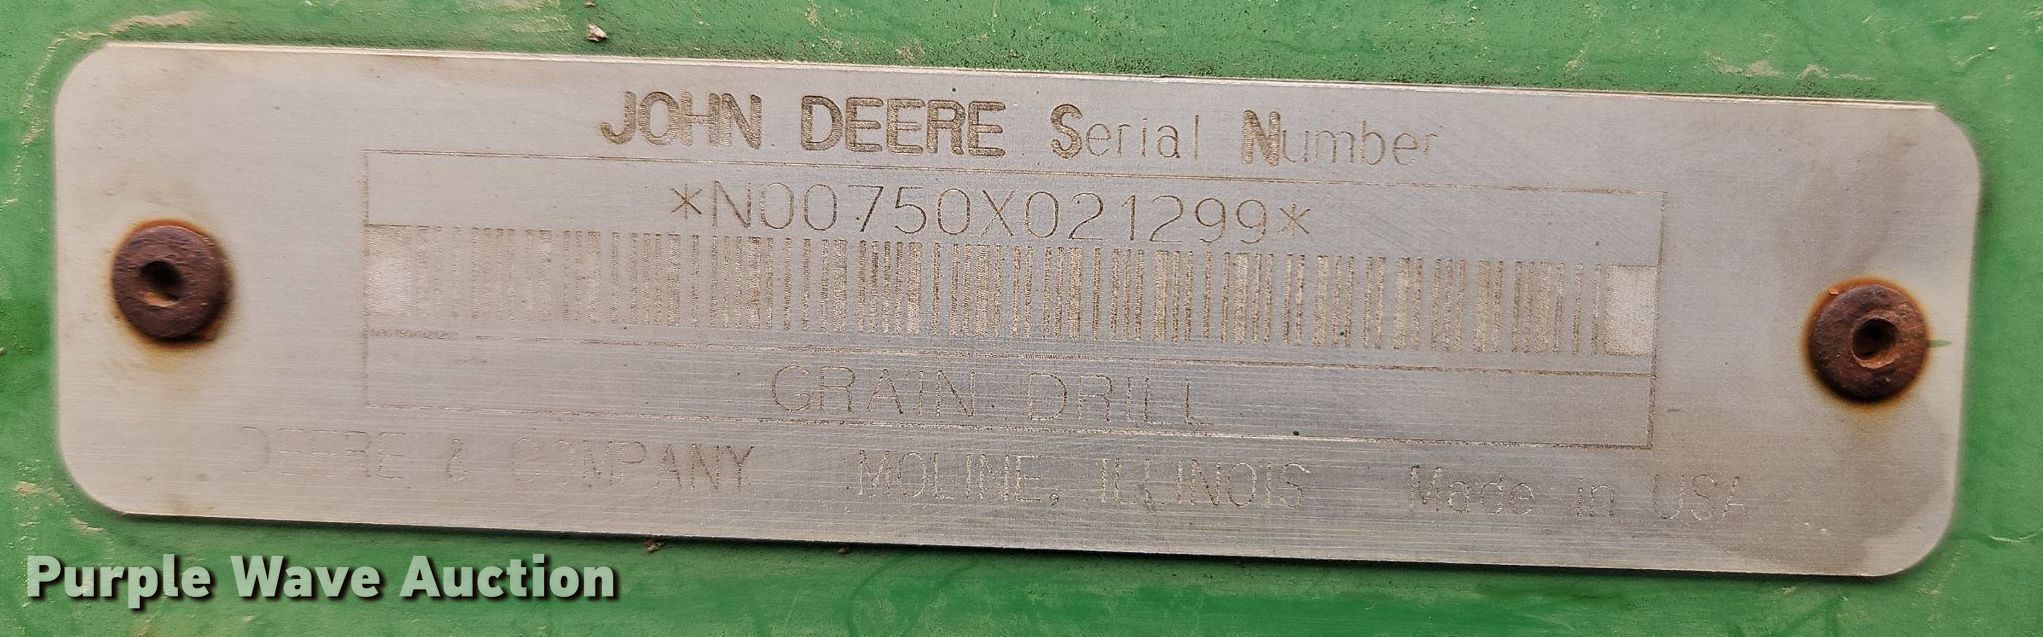 JOHN DEERE Serial Number
*N00750X021299*
GRAIN DRILL
DEERE & COMPANY MOLINE, ILLINOIS Made in USA
Purple Wave Auction